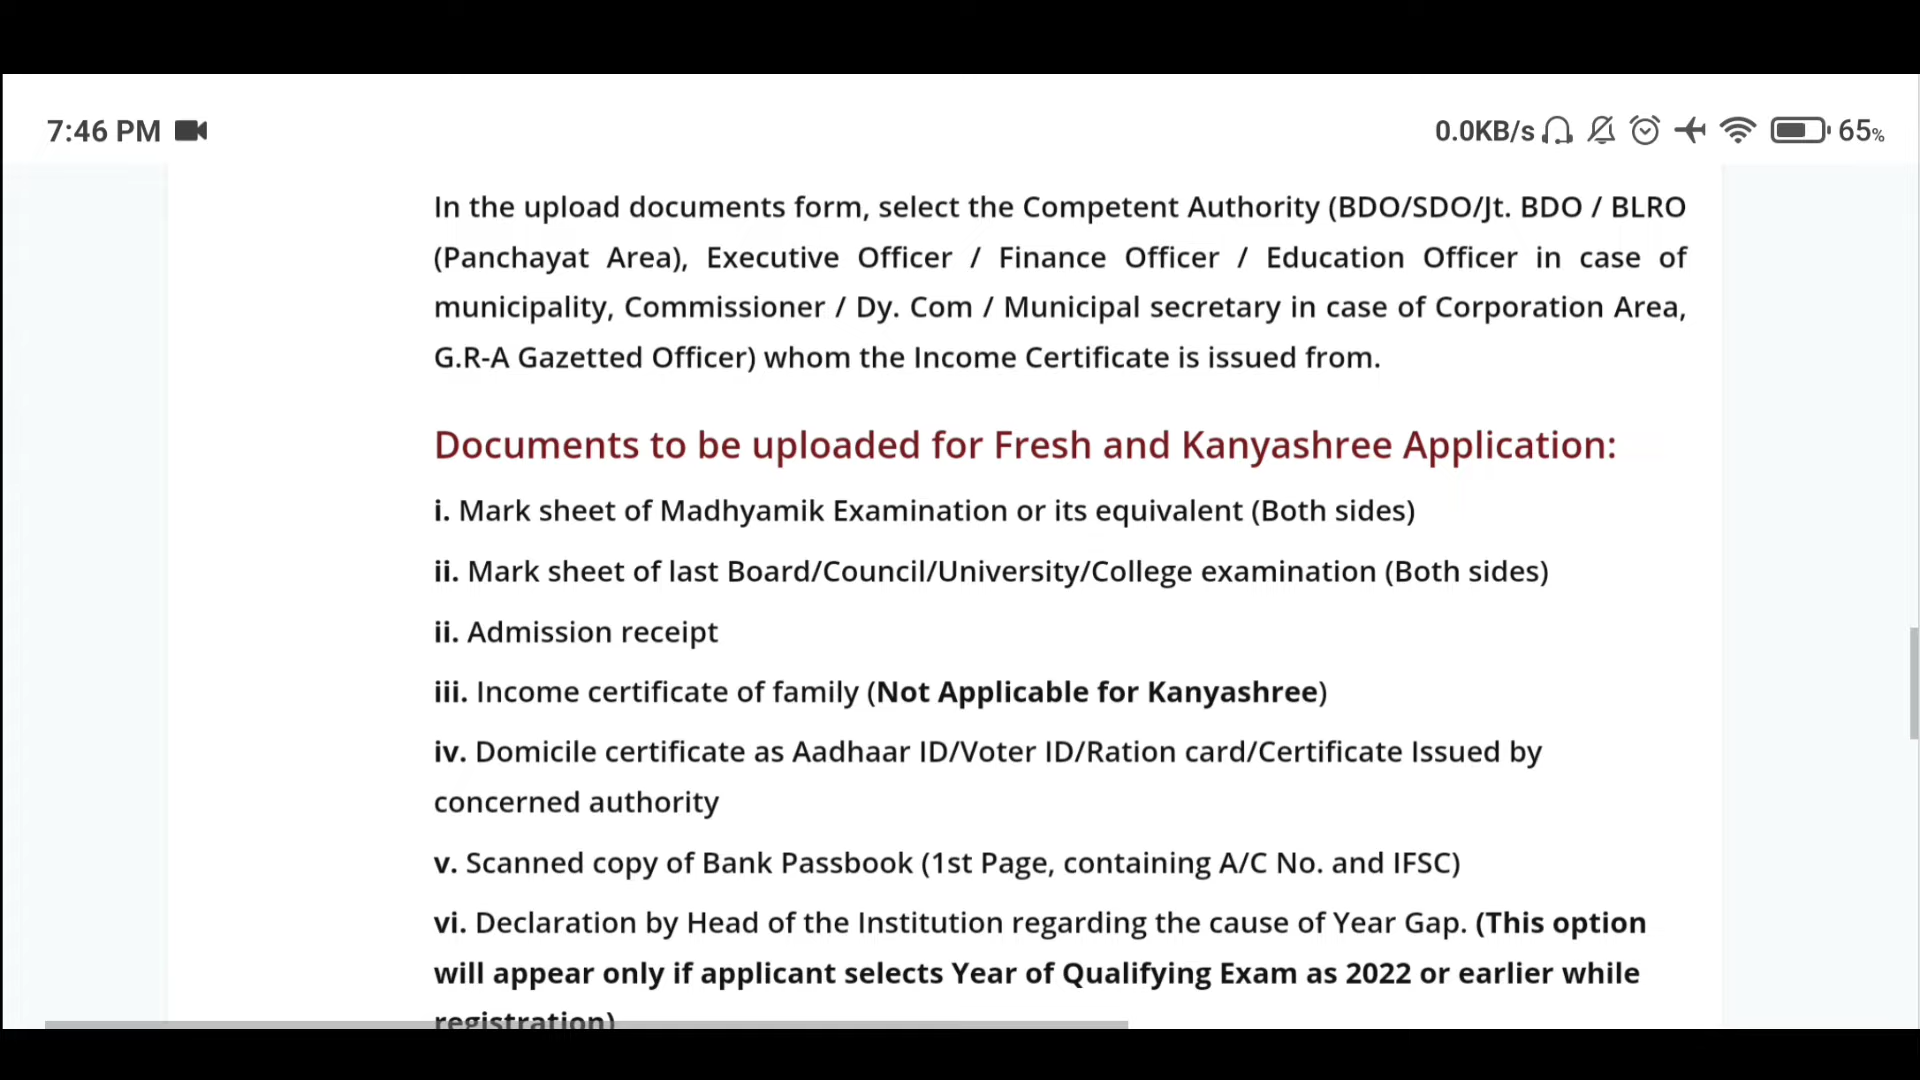 7:46 PM
0.0KB/s 65%
In the upload documents form, select the Competent Authority (BDO/SDO/Jt. BDO / BLRO
(Panchayat Area), Executive Officer / Finance Officer / Education Officer in case of
municipality, Commissioner / Dy. Com / Municipal secretary in case of Corporation Area,
G.R-A Gazetted Officer) whom the Income Certificate is issued from.
Documents to be uploaded for Fresh and Kanyashree Application:
i. Mark sheet of Madhyamik Examination or its equivalent (Both sides)
ii. Mark sheet of last Board/Council/University/College examination (Both sides)
ii. Admission receipt
iii. Income certificate of family (Not Applicable for Kanyashree)
iv. Domicile certificate as Aadhaar ID/Voter ID/Ration card/Certificate Issued by
concerned authority
v. Scanned copy of Bank Passbook (1st Page, containing A/C No. and IFSC)
vi. Declaration by Head of the Institution regarding the cause of Year Gap. (This option
will appear only if applicant selects Year of Qualifying Exam as 2022 or earlier while
registration)